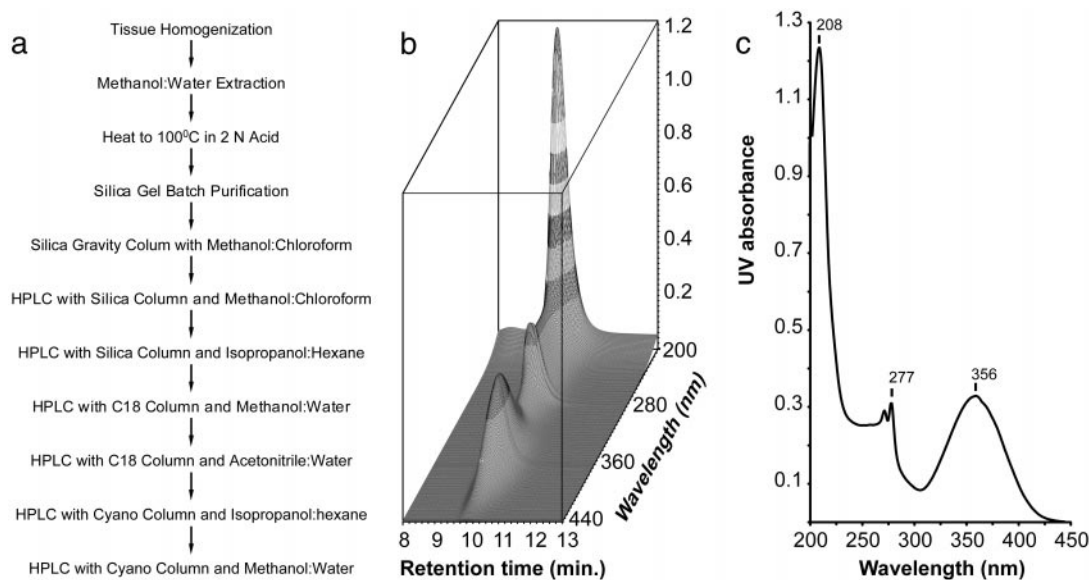 a
Tissue Homogenization
Methanol:Water Extraction
Heat to 100⁰C in 2 N Acid
Silica Gel Batch Purification
Silica Gravity Colum with Methanol:Chloroform
HPLC with Silica Column and Methanol:Chloroform
HPLC with Silica Column and Isopropanol:Hexane
HPLC with C18 Column and Methanol:Water
HPLC with C18 Column and Acetonitrile:Water
HPLC with Cyano Column and Isopropanol:hexane
HPLC with Cyano Column and Methanol:Water
b
1.2
1.0
0.8
0.6
0.4
0.2
200
280
360
440
Wavelength (nm)
8 9 10 11 12 13
Retention time (min.)
c
1.3
1.1
0.9
0.7
0.5
0.3
0.1
UV absorbance
208
277
356
200 250 300 350 400 450
Wavelength (nm)